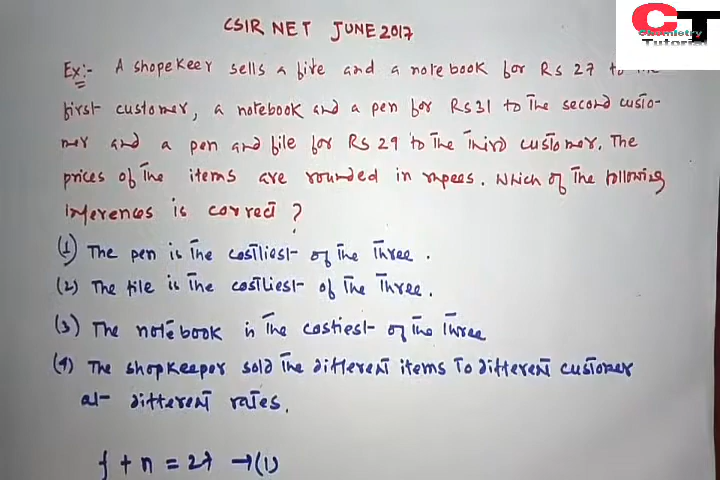 CT
Chemistry
Tutorial
CSIR NET JUNE 2017
Ex:- A shopekeer sells a file and a notebook for Rs 27 to the
first customer, a notebook and a pen for Rs 31 to the second custo-
mer and a pen and file for Rs 29 to the Third customer. The
prices of the items are rounded in rupees. Which of the following
inferences is correct?
(1) The pen is the costliest of the three.
(2) The file is the costliest of the three.
(3) The notebook is the costiest of the three
(4) The shopkeeper sold the different items to different customer
at different rates.
f + n = 27 →(1)